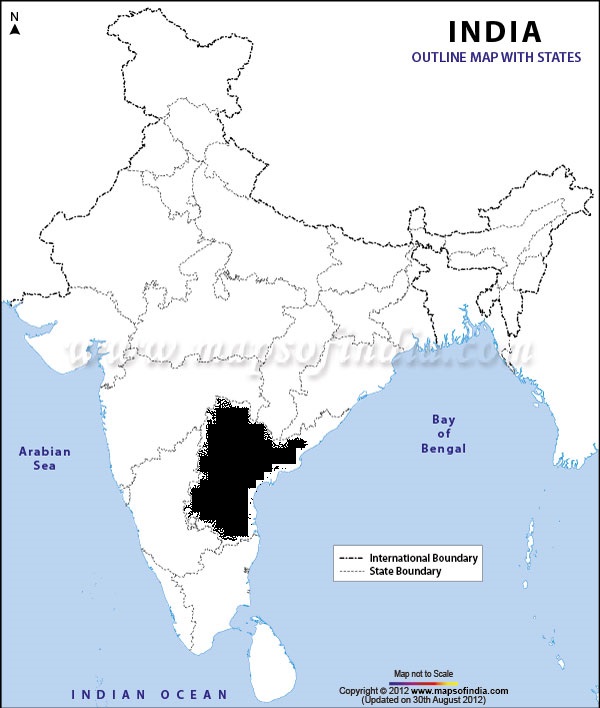 N
INDIA
OUTLINE MAP WITH STATES
www.mapsofindia.com
Arabian
Sea
Bay
of
Bengal
International Boundary
State Boundary
INDIAN OCEAN
Map not to Scale
Copyright © 2012 www.mapsofindia.com
(Updated on 30th August 2012)